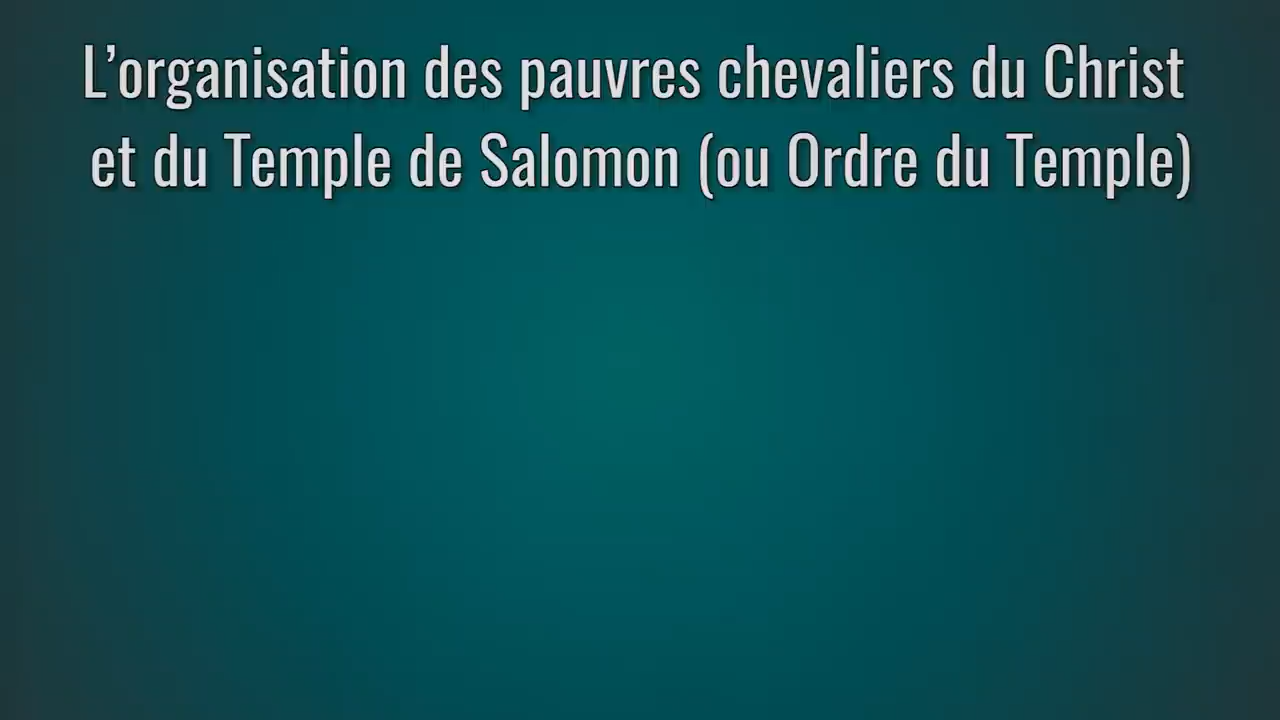 L’organisation des pauvres chevaliers du Christ
et du Temple de Salomon (ou Ordre du Temple)